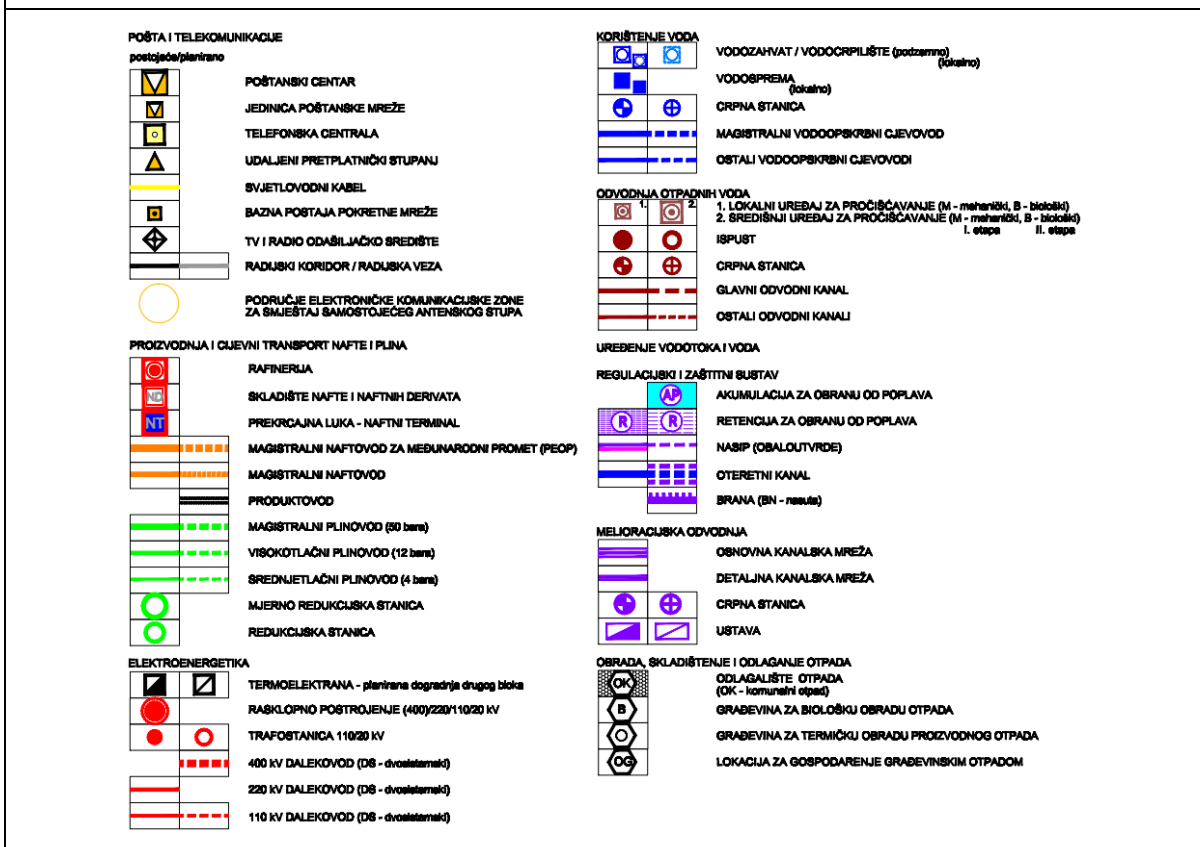 POŠTA I TELEKOMUNIKACIJE
postojeće/planirano
POŠTANSKI CENTAR
JEDINICA POŠTANSKE MREŽE
TELEFONSKA CENTRALA
UDALJENI PRETPLATNIČKI STUPANJ
SVJETLOVODNI KABEL
BAZNA POSTAJA POKRETNE MREŽE
TV I RADIO ODAŠILJAČKO SREDIŠTE
RADIJSKI KORIDOR / RADIJSKA VEZA
PODRUČJE ELEKTRONIČKE KOMUNIKACIJSKE ZONE
ZA SMJEŠTAJ SAMOSTOJEĆEG ANTENSKOG STUPA
PROIZVODNJA I CIJEVNI TRANSPORT NAFTE I PLINA
RAFINERIJA
ND SKLADIŠTE NAFTE I NAFTNIH DERIVATA
NT PREKRCAJNA LUKA - NAFTNI TERMINAL
MAGISTRALNI NAFTOVOD ZA MEĐUNARODNI PROMET (PEOP)
MAGISTRALNI NAFTOVOD
PRODUKTOVOD
MAGISTRALNI PLINOVOD (50 bara)
VISOKOTLAČNI PLINOVOD (12 bara)
SREDNJETLAČNI PLINOVOD (4 bara)
MJERNO REDUKCIJSKA STANICA
REDUKCIJSKA STANICA
ELEKTROENERGETIKA
TERMOELEKTRANA - planirana dogradnja drugog bloka
RASKLOPNO POSTROJENJE (400)/220/110/20 kV
TRAFOSTANICA 110/20 kV
400 kV DALEKOVOD (DS - dvosistemski)
220 kV DALEKOVOD (DS - dvosistemski)
110 kV DALEKOVOD (DS - dvosistemski)
KORIŠTENJE VODA
VODOZAHVAT / VODOCRPILIŠTE (podzemno)
(lokalno)
VODOSPREMA
(lokalno)
CRPNA STANICA
MAGISTRALNI VODOOPSKRBNI CJEVOVOD
OSTALI VODOOPSKRBNI CJEVOVODI
ODVODNJA OTPADNIH VODA
1. 2. 1. LOKALNI UREĐAJ ZA PROČIŠĆAVANJE (M - mehanički, B - biološki)
2. SREDIŠNJI UREĐAJ ZA PROČIŠĆAVANJE (M - mehanički, B - biološki)
I. etapa II. etapa
ISPUST
CRPNA STANICA
GLAVNI ODVODNI KANAL
OSTALI ODVODNI KANALI
UREĐENJE VODOTOKA I VODA
REGULACIJSKI I ZAŠTITNI SUSTAV
AP AKUMULACIJA ZA OBRANU OD POPLAVA
R R RETENCIJA ZA OBRANU OD POPLAVA
NASIP (OBALOUTVRDE)
OTERETNI KANAL
BRANA (BN - nasuta)
MELIORACIJSKA ODVODNJA
OSNOVNA KANALSKA MREŽA
DETALJNA KANALSKA MREŽA
CRPNA STANICA
USTAVA
OBRADA, SKLADIŠTENJE I ODLAGANJE OTPADA
OK ODLAGALIŠTE OTPADA
(OK - komunalni otpad)
B GRAĐEVINA ZA BIOLOŠKU OBRADU OTPADA
GRAĐEVINA ZA TERMIČKU OBRADU PROIZVODNOG OTPADA
OG LOKACIJA ZA GOSPODARENJE GRAĐEVINSKIM OTPADOM